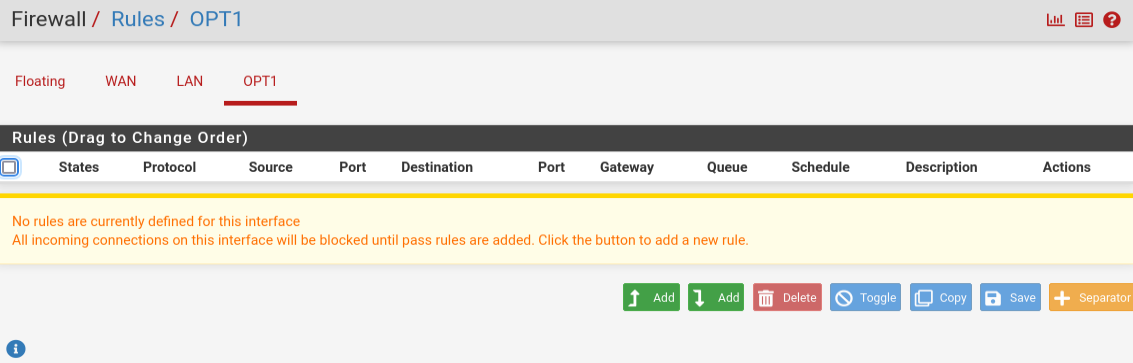 Firewall / Rules / OPT1
Floating WAN LAN OPT1
Rules (Drag to Change Order)
States Protocol Source Port Destination Port Gateway Queue Schedule Description Actions
No rules are currently defined for this interface
All incoming connections on this interface will be blocked until pass rules are added. Click the button to add a new rule.
Add Add Delete Toggle Copy Save Separator